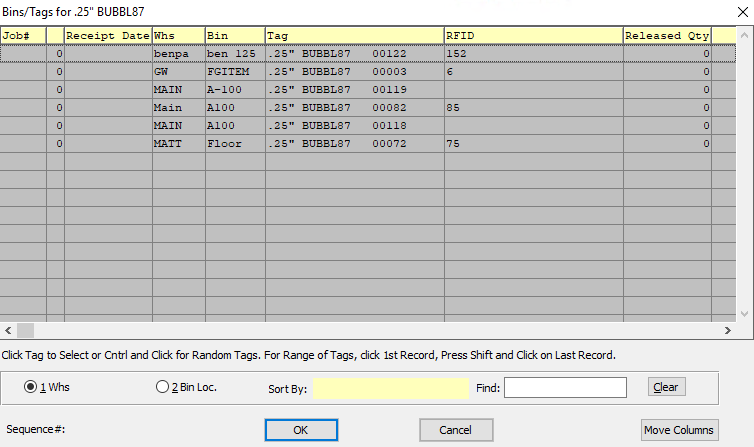 Bins/Tags for .25" BUBBL87
Job# Receipt Date Whs Bin Tag RFID Released Qty
0 benpa ben 125 .25" BUBBL87 00122 152 0
0 GW FGITEM .25" BUBBL87 00003 6 0
0 MAIN A-100 .25" BUBBL87 00119 0
0 Main A100 .25" BUBBL87 00082 85 0
0 MAIN A100 .25" BUBBL87 00118 0
0 MATT Floor .25" BUBBL87 00072 75 0
Click Tag to Select or Cntrl and Click for Random Tags. For Range of Tags, click 1st Record, Press Shift and Click on Last Record.
1 Whs 2 Bin Loc. Sort By: Find: Clear
Sequence#: OK Cancel Move Columns